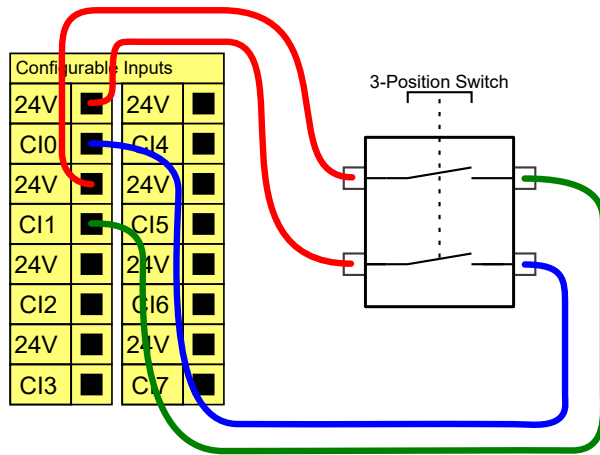 Configurable Inputs
3-Position Switch
24V 24V
CI0 CI4
24V 24V
CI1 CI5
24V 24V
CI2 CI6
24V 24V
CI3 CI7